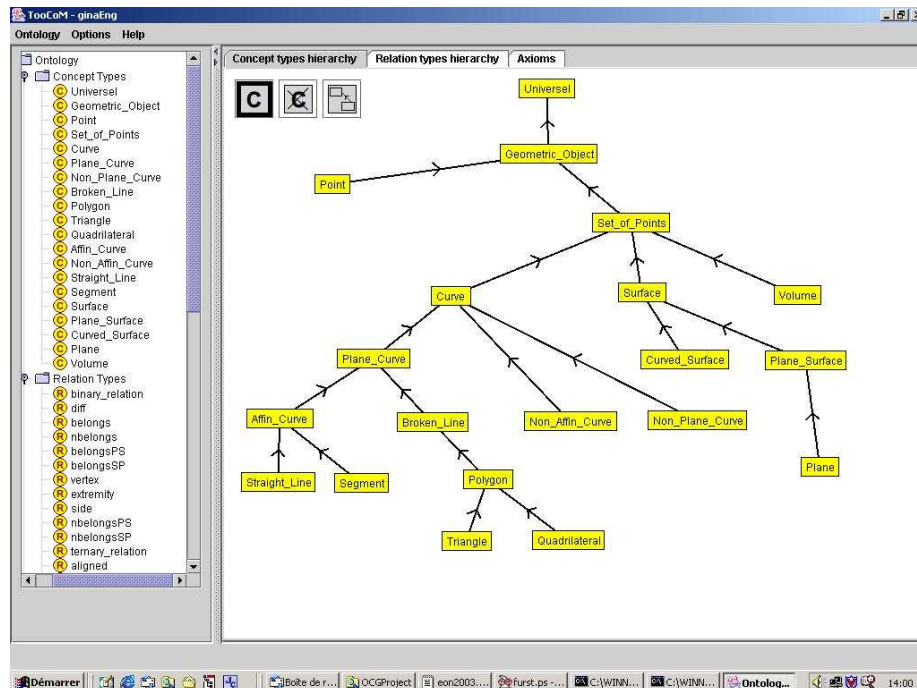 TooCoM - ginaEng
Ontology Options Help
Ontology
Concept Types
C Universel
C Geometric_Object
C Point
C Set_of_Points
C Curve
C Plane_Curve
C Non_Plane_Curve
C Broken_Line
C Polygon
C Triangle
C Quadrilateral
C Affin_Curve
C Non_Affin_Curve
C Straight_Line
C Segment
C Surface
C Plane_Surface
C Curved_Surface
C Plane
C Volume
Relation Types
R binary_relation
R diff
R belongs
R nbelongs
R belongsPS
R belongsSP
R vertex
R extremity
R side
R nbelongsPS
R nbelongsSP
R ternary_relation
R aligned
Concept types hierarchy Relation types hierarchy Axioms
C C
Universel
Geometric_Object
Point
Set_of_Points
Curve Surface Volume
Plane_Curve Curved_Surface Plane_Surface
Affin_Curve Broken_Line Non_Affin_Curve Non_Plane_Curve
Straight_Line Segment Polygon Plane
Triangle Quadrilateral
Démarrer Boîte de r... OCGProject eon2003.... furst.ps -... C:\WINN... C:\WINN... Ontolog... 14:00